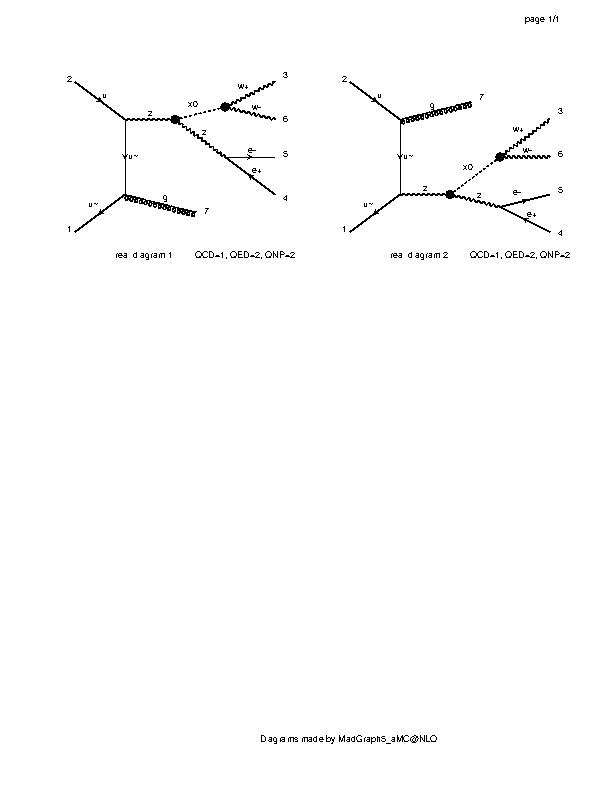 page 1/1
2
u
z
x0
w+
3
w-
6
z
e-
5
e+
4
u~
u~
g
7
1
real diagram 1 QCD=1, QED=2, QNP=2
2
u
g
7
w+
3
w-
6
x0
u~
z
z
e-
5
e+
4
u~
1
real diagram 2 QCD=1, QED=2, QNP=2
Diagrams made by MadGraph5_aMC@NLO